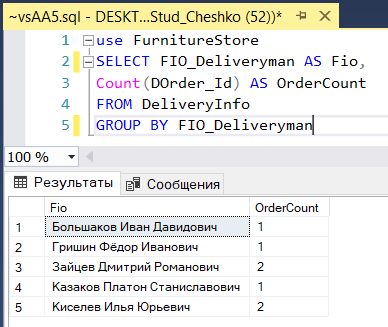 ~vsAA5.sql - DESKT...Stud_Cheshko (52))*
1 use FurnitureStore
2 SELECT FIO_Deliveryman AS Fio,
3 Count(DOrder_Id) AS OrderCount
4 FROM DeliveryInfo
5 GROUP BY FIO_Deliveryman
100 %
Результаты Сообщения
Fio OrderCount
1 Большаков Иван Давидович 1
2 Гришин Фёдор Иванович 1
3 Зайцев Дмитрий Романович 2
4 Казаков Платон Станиславович 1
5 Киселев Илья Юрьевич 2